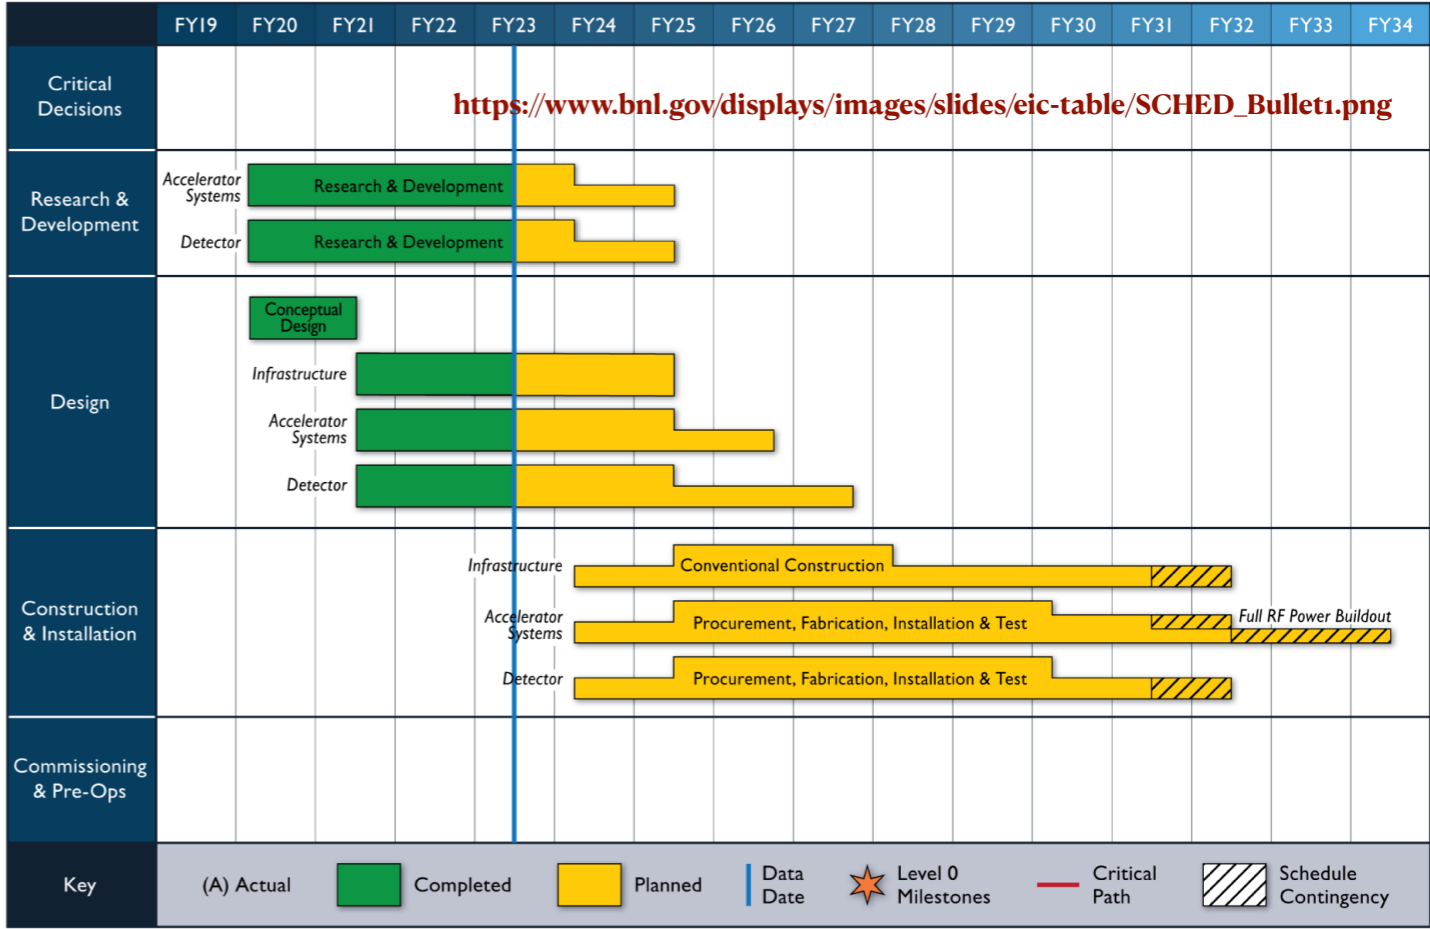 FY19 FY20 FY21 FY22 FY23 FY24 FY25 FY26 FY27 FY28 FY29 FY30 FY31 FY32 FY33 FY34
Critical
Decisions
https://www.bnl.gov/displays/images/slides/eic-table/SCHED_Bullet1.png
Research &
Development
Accelerator
Systems
Research & Development
Detector
Research & Development
Design
Conceptual
Design
Infrastructure
Accelerator
Systems
Detector
Construction
& Installation
Infrastructure
Conventional Construction
Accelerator
Systems
Procurement, Fabrication, Installation & Test
Full RF Power Buildout
Detector
Procurement, Fabrication, Installation & Test
Commissioning
& Pre-Ops
Key
(A) Actual
Completed
Planned
Data
Date
Level 0
Milestones
Critical
Path
Schedule
Contingency